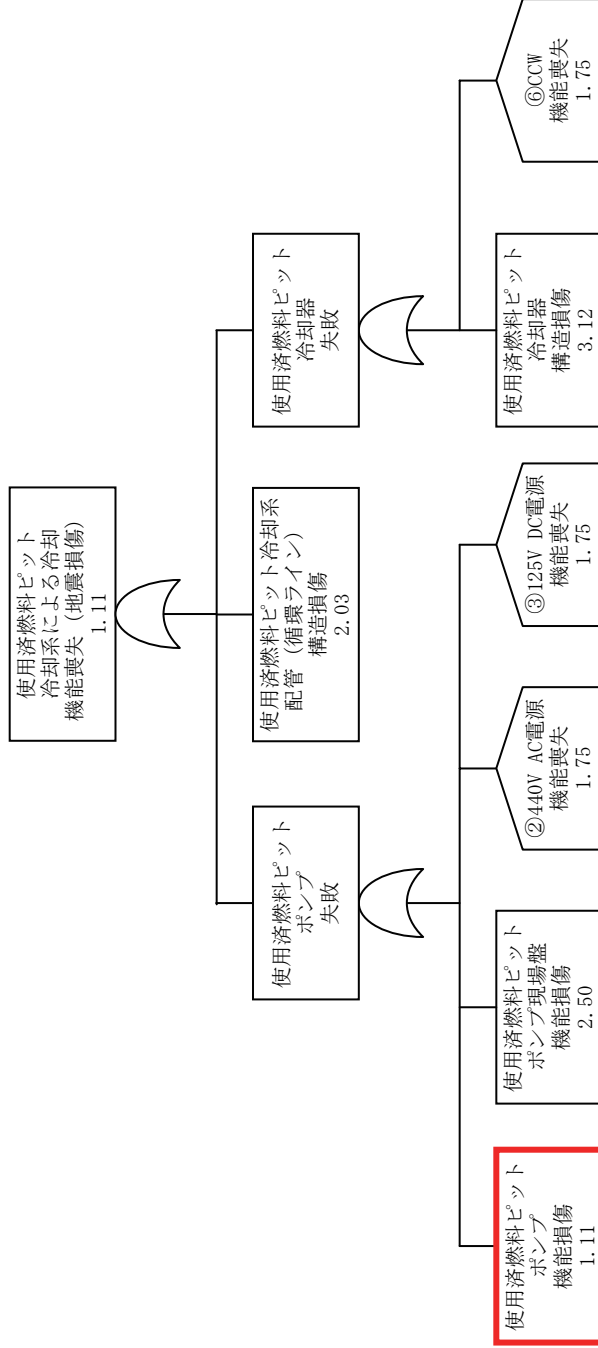 使用済燃料ピット
冷却系による冷却
機能喪失（地震損傷）
1.11
使用済燃料ピット
ポンプ
失敗
使用済燃料ピット冷却系
配管（循環ライン）
構造損傷
2.03
使用済燃料ピット
冷却器
失敗
使用済燃料ピット
ポンプ
機能損傷
1.11
使用済燃料ピット
ポンプ現場盤
機能損傷
2.50
②440V AC電源
機能喪失
1.75
③125V DC電源
機能喪失
1.75
使用済燃料ピット
冷却器
構造損傷
3.12
⑥CCW
機能喪失
1.75